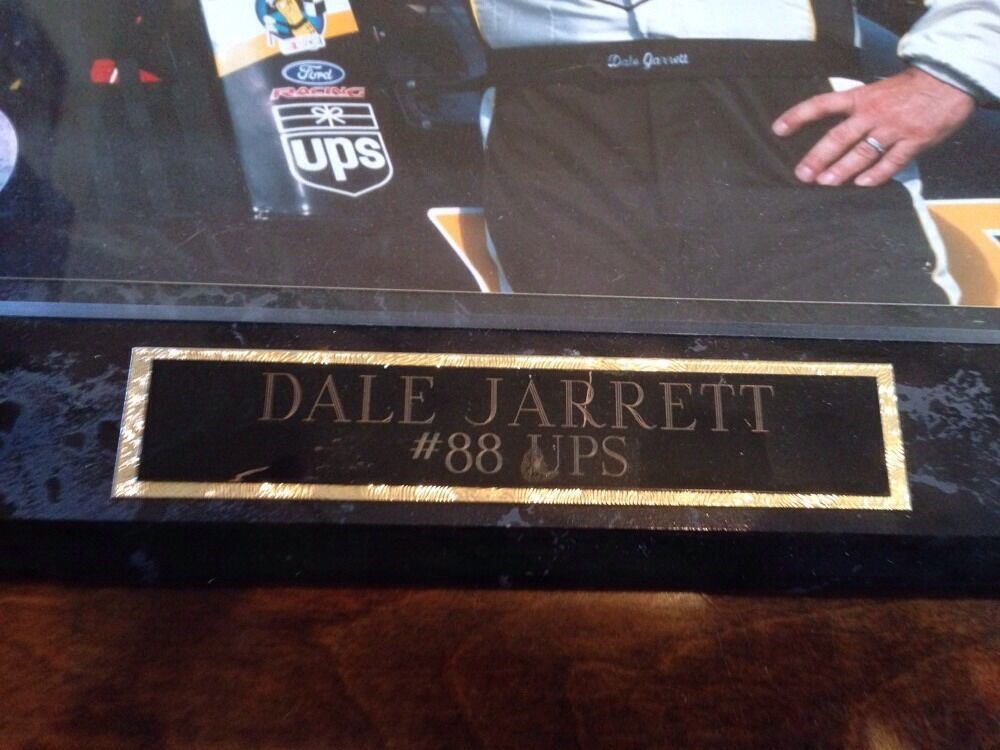 Ford
RACING
ups
Dale Jarrett
DALE JARRETT
#88 UPS